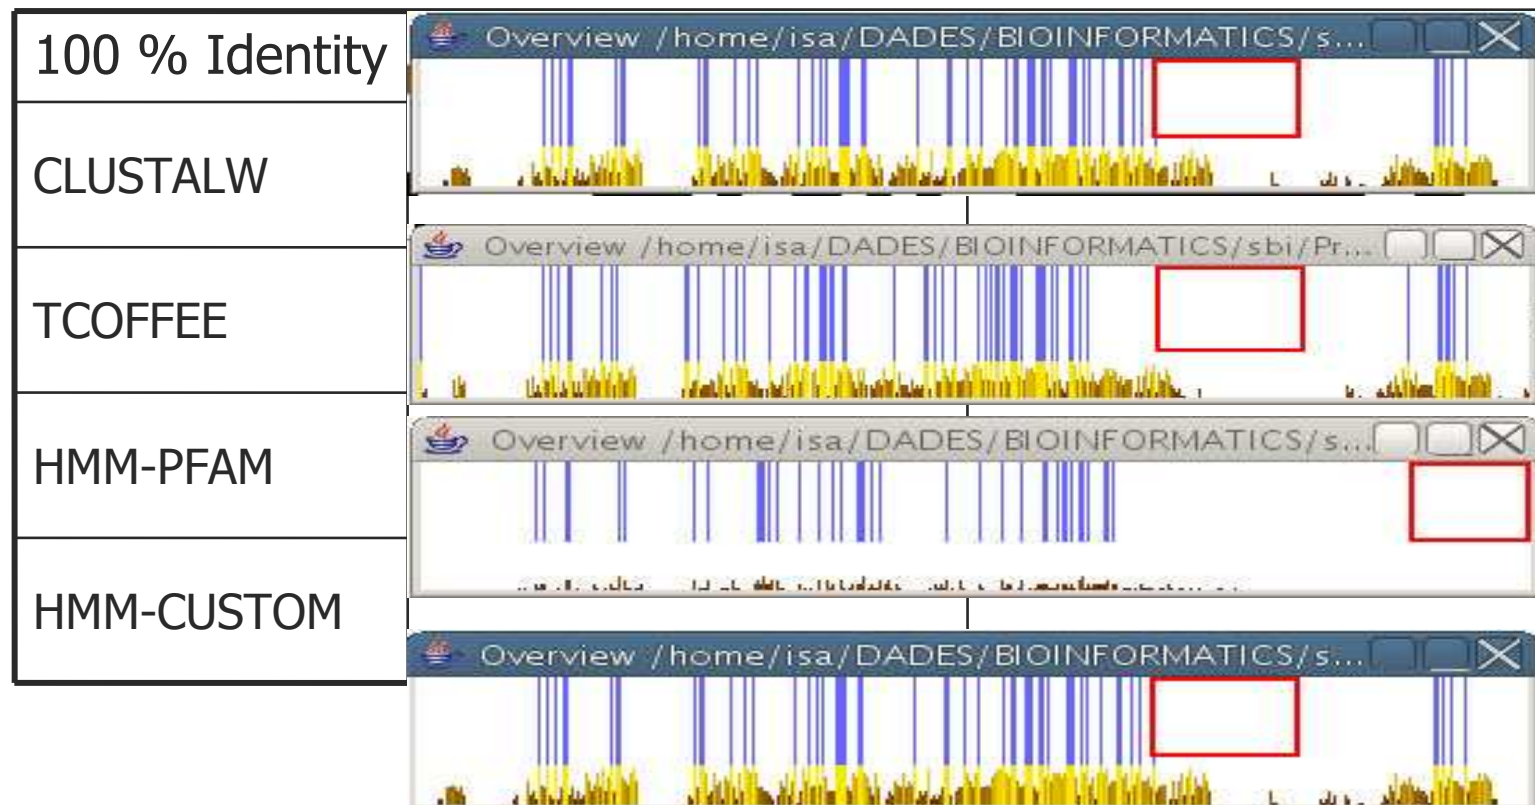 100 % Identity
Overview /home/isa/DADES/BIOINFORMATICS/s...
CLUSTALW
Overview /home/isa/DADES/BIOINFORMATICS/sbi/Pr...
TCOFFEE
Overview /home/isa/DADES/BIOINFORMATICS/s...
HMM-PFAM
HMM-CUSTOM
Overview /home/isa/DADES/BIOINFORMATICS/s...